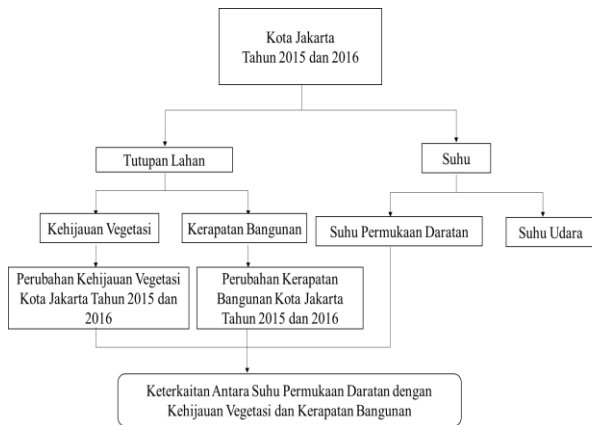 Kota Jakarta
Tahun 2015 dan 2016
Tutupan Lahan
Suhu
Kehijauan Vegetasi
Kerapatan Bangunan
Suhu Permukaan Daratan
Suhu Udara
Perubahan Kehijauan Vegetasi
Kota Jakarta Tahun 2015 dan
2016
Perubahan Kerapatan
Bangunan Kota Jakarta
Tahun 2015 dan 2016
Keterkaitan Antara Suhu Permukaan Daratan dengan
Kehijauan Vegetasi dan Kerapatan Bangunan